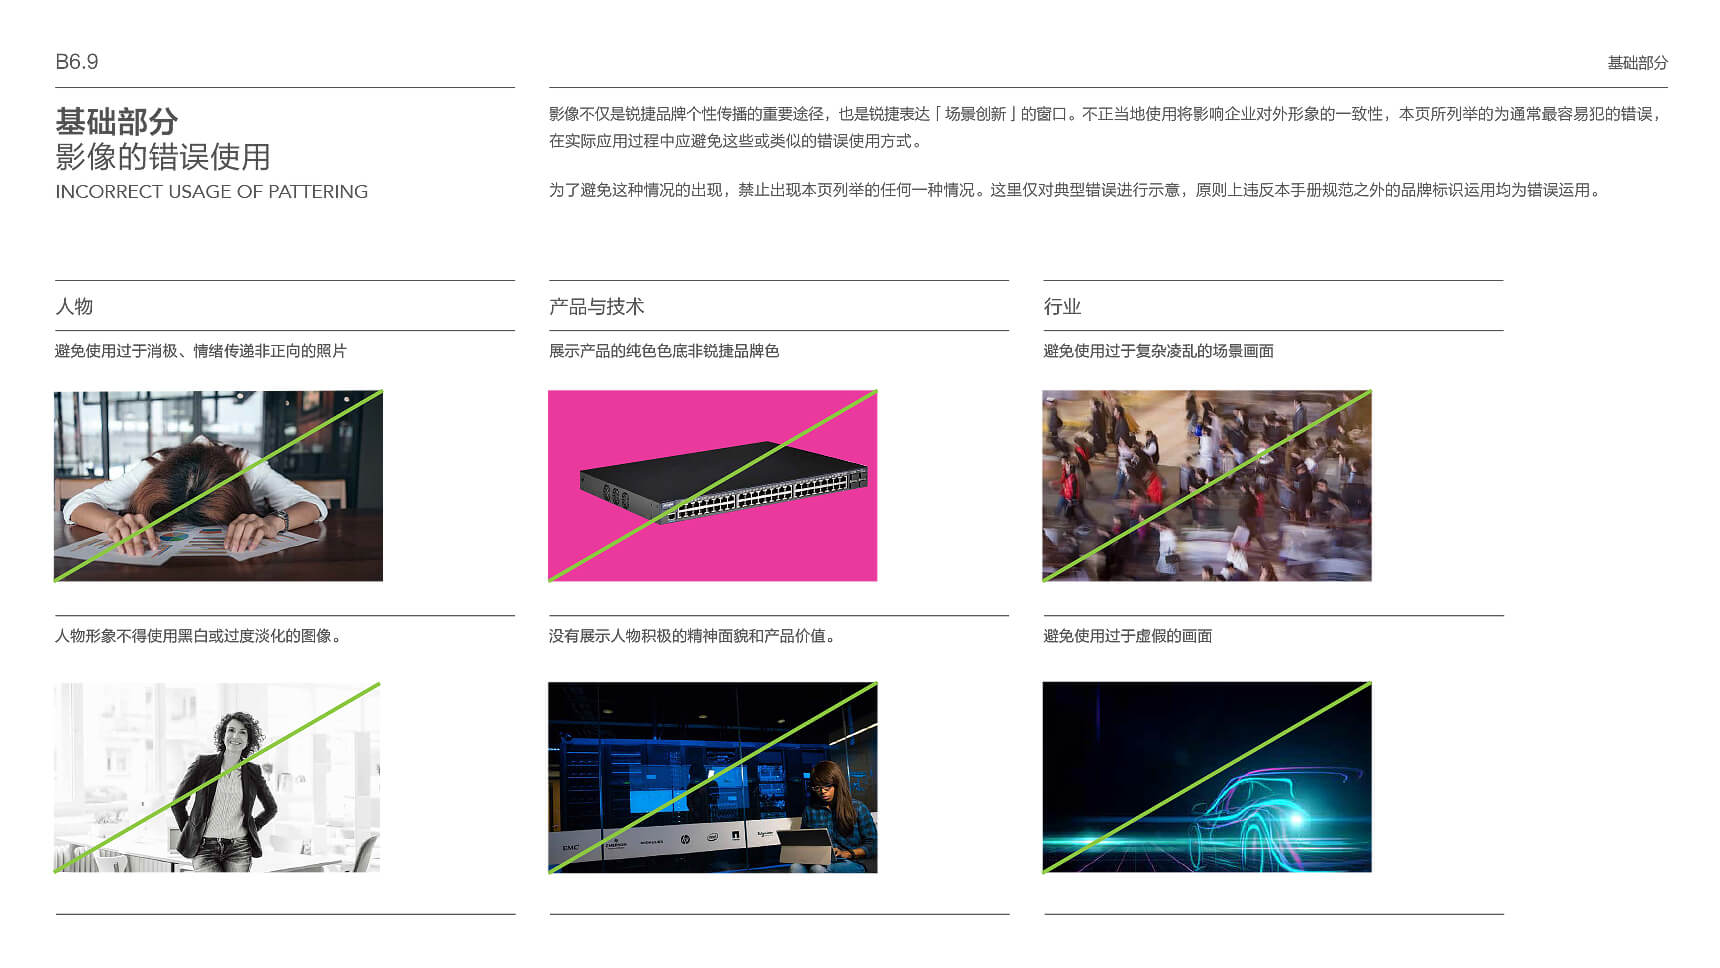 B6.9
基础部分
基础部分
影像的错误使用
INCORRECT USAGE OF PATTERING
影像不仅是锐捷品牌个性传播的重要途径，也是锐捷表达「场景创新」的窗口。不正当地使用将影响企业对外形象的一致性，本页所列举的为通常最容易犯的错误，
在实际应用过程中应避免这些或类似的错误使用方式。
为了避免这种情况的出现，禁止出现本页列举的任何一种情况。这里仅对典型错误进行示意，原则上违反本手册规范之外的品牌标识运用均为错误运用。
人物
产品与技术
行业
避免使用过于消极、情绪传递非正向的照片
展示产品的纯色色底非锐捷品牌色
避免使用过于复杂凌乱的场景画面
人物形象不得使用黑白或过度淡化的图像。
没有展示人物积极的精神面貌和产品价值。
避免使用过于虚假的画面
EMC
EMERSON
hp
intel